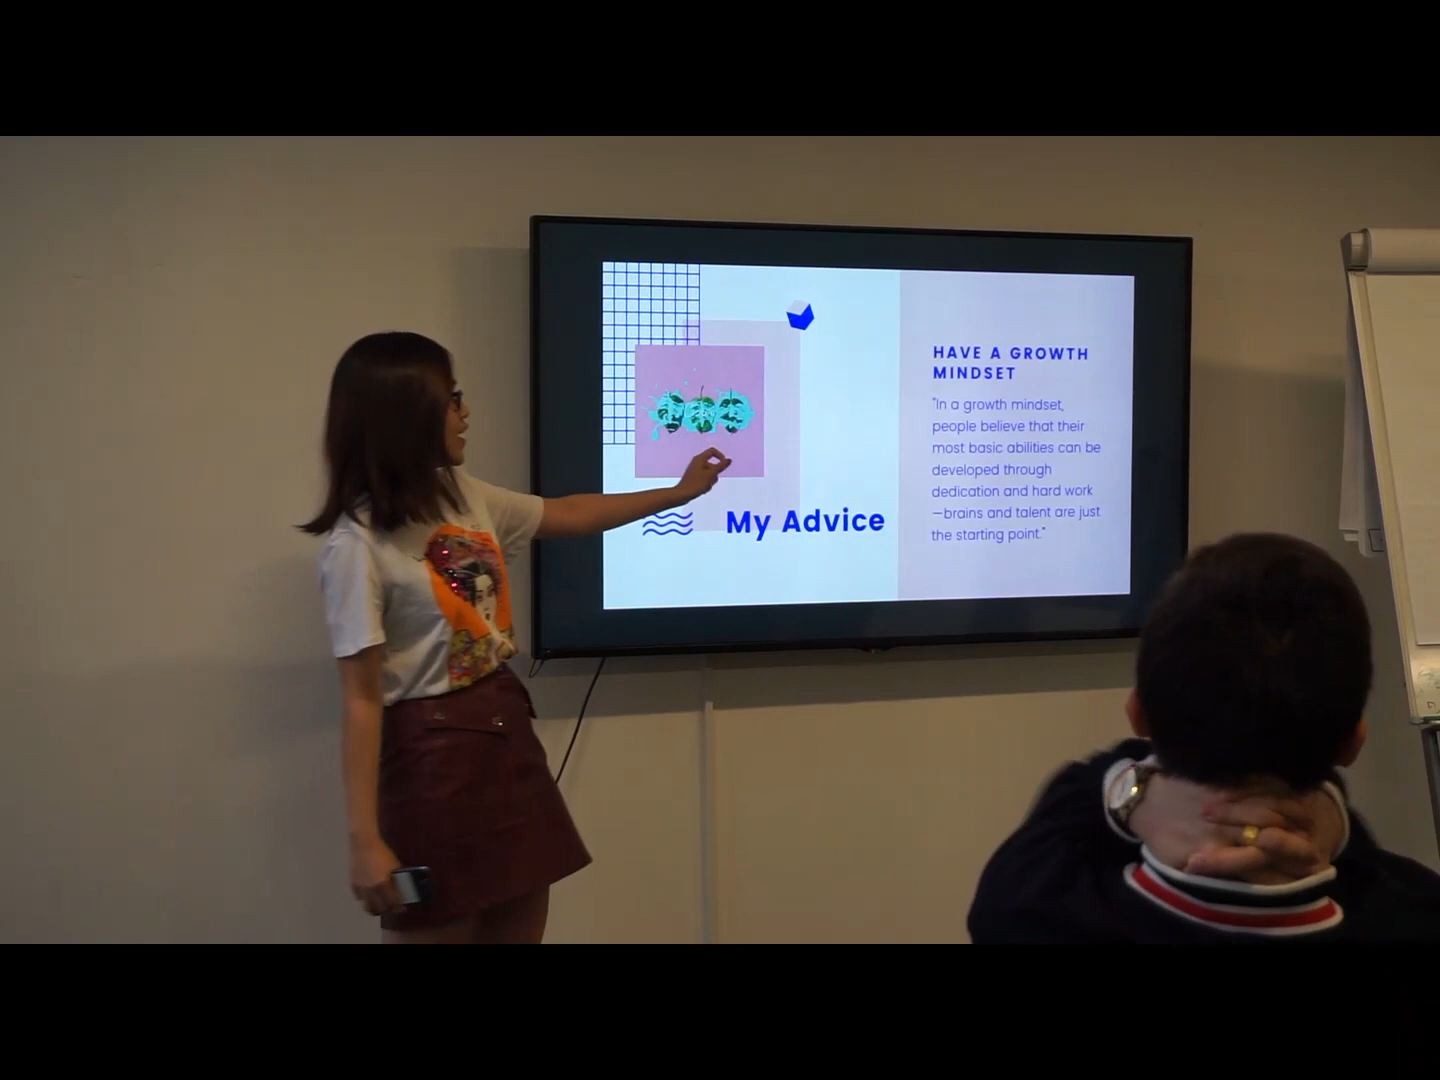 My Advice
HAVE A GROWTH
MINDSET
"In a growth mindset,
people believe that their
most basic abilities can be
developed through
dedication and hard work
—brains and talent are just
the starting point."